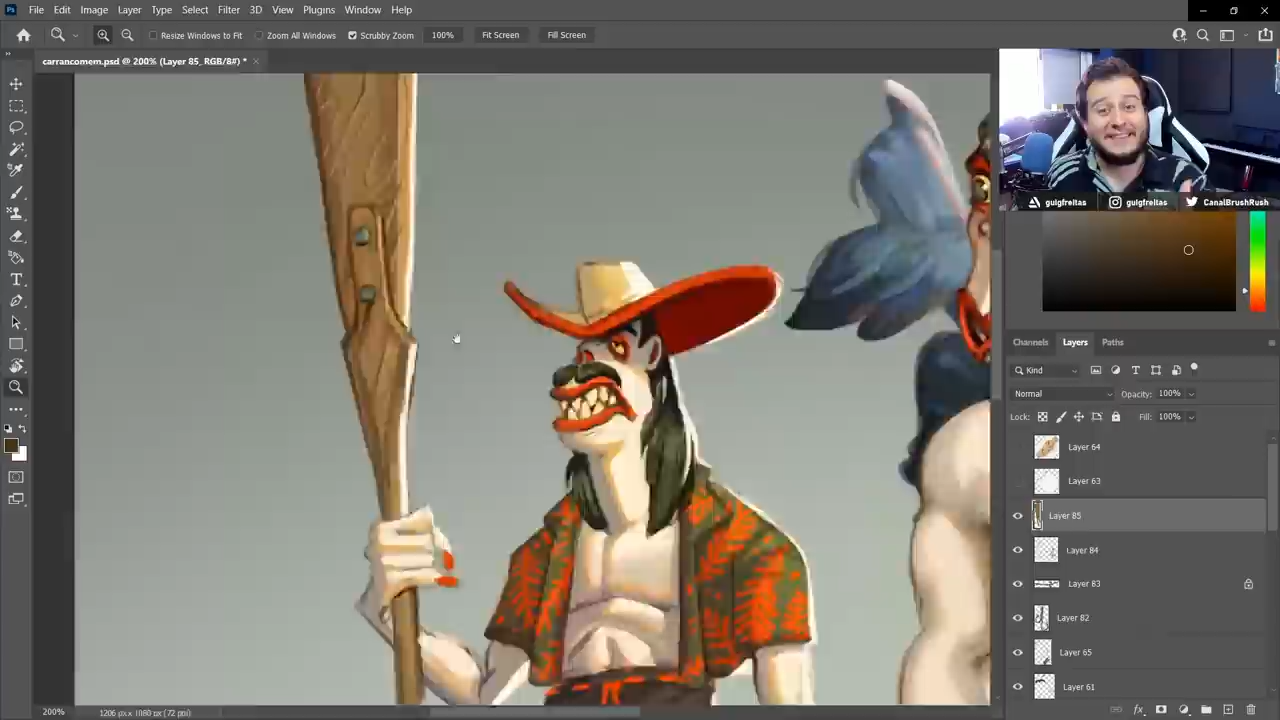 Ps File Edit Image Layer Type Select Filter 3D View Plugins Window Help
Resize Windows to Fit Zoom All Windows Scrubby Zoom 100% Fit Screen Fill Screen
carrancomem.psd @ 200% (Layer 85, RGB/8#) *
guigfreitas guigfreitas CanalBrushRush
Channels Layers Paths
Kind
Normal Opacity: 100%
Lock: Fill: 100%
Layer 64
Layer 63
Layer 85
Layer 84
Layer 83
Layer 82
Layer 65
Layer 61
200% 1206 px x 1080 px (72 ppi)